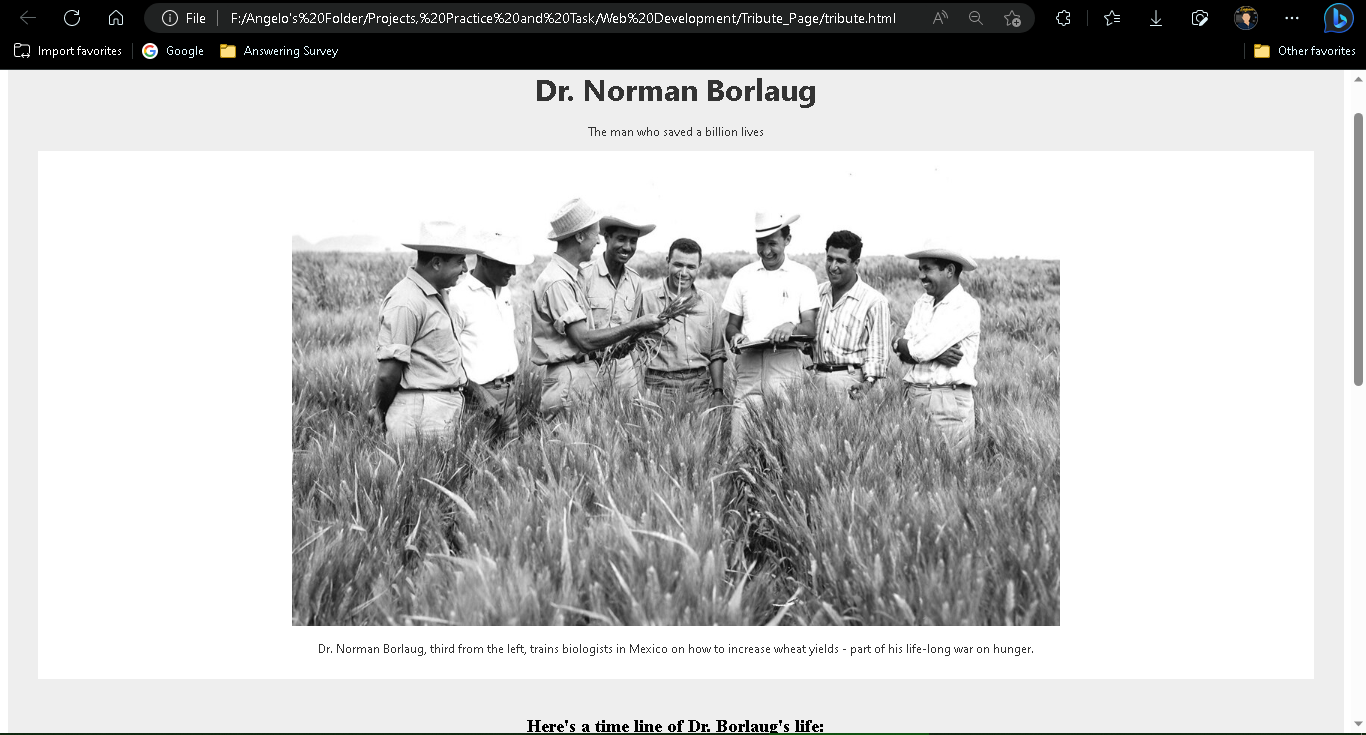 File
F:/Angelo's%20Folder/Projects,%20Practice%20and%20Task/Web%20Development/Tribute_Page/tribute.html
Import favorites
Google
Answering Survey
Other favorites
Dr. Norman Borlaug
The man who saved a billion lives
Dr. Norman Borlaug, third from the left, trains biologists in Mexico on how to increase wheat yields - part of his life-long war on hunger.
Here's a time line of Dr. Borlaug's life: